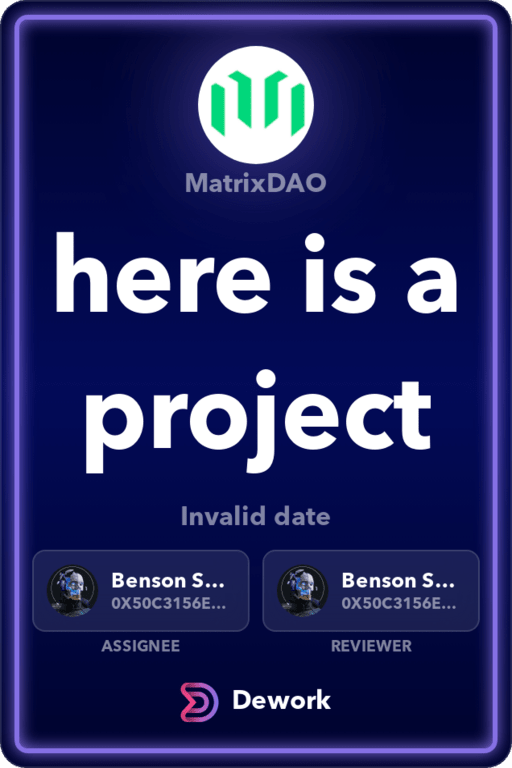 MatrixDAO
here is a
project
Invalid date
Benson S...
0X50C3156E...
Benson S...
0X50C3156E...
ASSIGNEE
REVIEWER
Dework